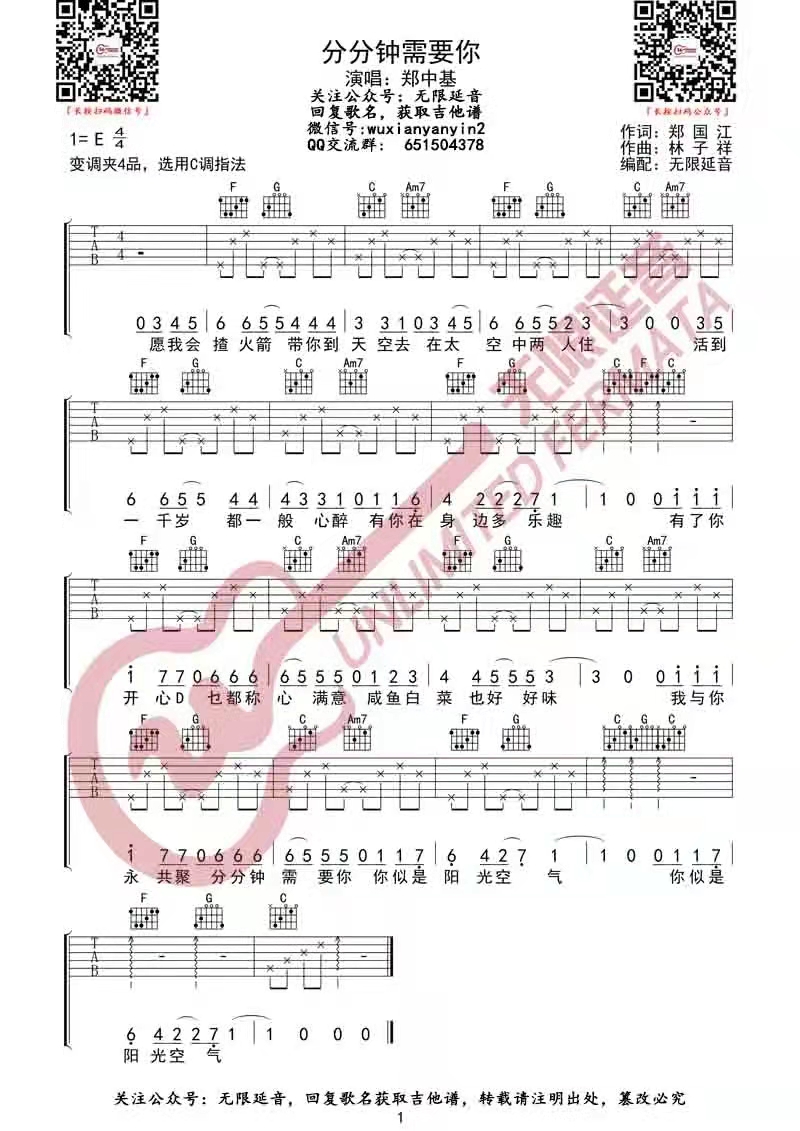 分分钟需要你
演唱：郑中基
关注公众号：无限延音
回复歌名，获取吉他谱
微信号:wuxianyanyin2
QQ交流群： 651504378
『长按扫码微信号』
『长按扫码公众号』
1= E 4/4
变调夹4品，选用C调指法
作词：郑 国 江
作曲：林 子 祥
编配：无限延音
F G C Am7 F G C Am7
T A B 4 4
0 3 4 5 6 6 5 5 4 4 4 3 3 3 1 0 3 4 5 6 6 5 5 2 3 3 0 0 3 5
愿我会 揸 火箭 带你到 天空去 在太 空中两 人住 活到
F G C Am7 F G C G F C
T A B
6 6 5 5 4 4 4 3 3 1 0 1 1 6 2 2 2 7 1 1 0 0 1 1 1
一 千岁 都一般 心醉 有你在 身 边多 乐趣 有了你
F G C Am7 F G C Am7
T A B
1 7 7 0 6 6 6 6 5 5 5 0 1 2 3 4 4 5 5 5 3 3 0 0 1 1 1
开 心D 乜都称 心 满意 咸鱼白 菜 也好 好味 我与你
F G C Am7 F G C G F C
T A B
1 7 7 0 6 6 6 6 5 5 5 0 1 1 7 6 4 2 7 1 1 0 0 1 1 7
永 共聚 分分钟 需 要你 你似是 阳 光空 气 你似是
F G C
T A B
6 4 2 2 7 1 1 0 0 0
阳 光空 气
无限延音
UNLIMITED FERMATA
关注公众号：无限延音，回复歌名获取吉他谱，转载请注明出处，篡改必究
1